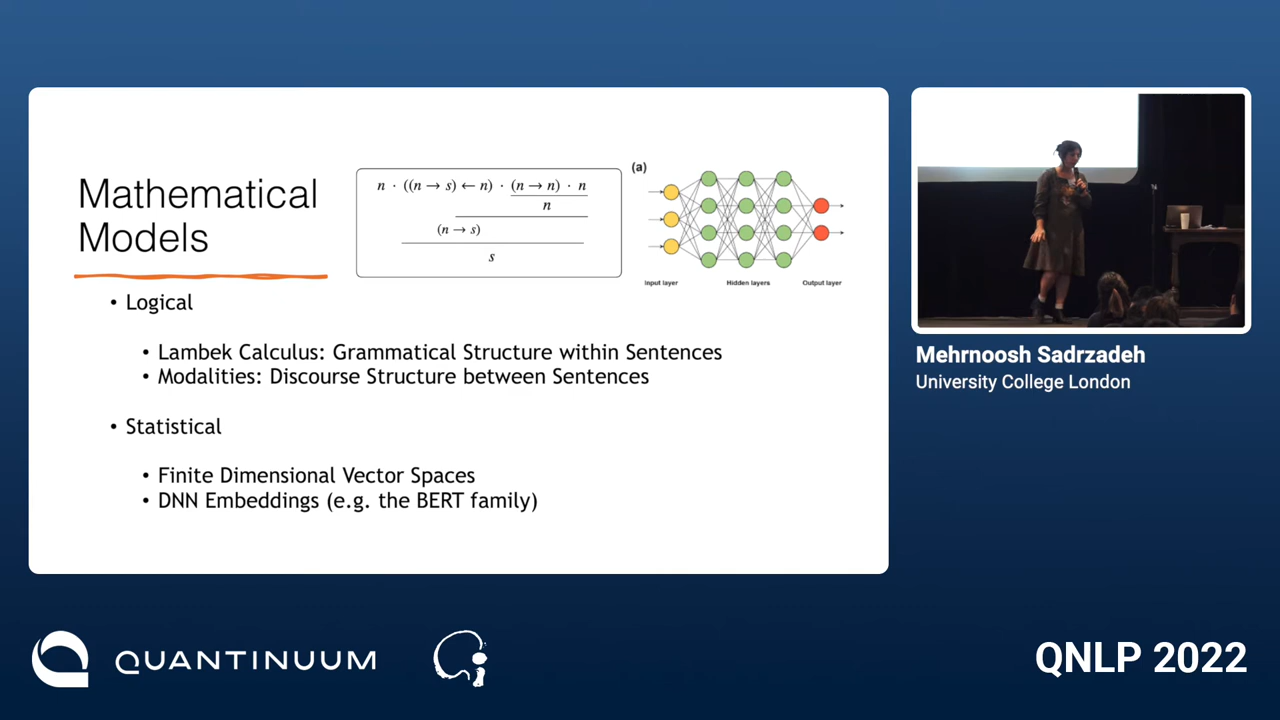 Mathematical
Models
n · ((n → s) ← n) · (n → n) · n
n
(n → s)
s
(a)
Input layer
Hidden layers
Output layer
• Logical
• Lambek Calculus: Grammatical Structure within Sentences
• Modalities: Discourse Structure between Sentences
• Statistical
• Finite Dimensional Vector Spaces
• DNN Embeddings (e.g. the BERT family)
Mehrnoosh Sadrzadeh
University College London
QUANTINUUM
QNLP 2022